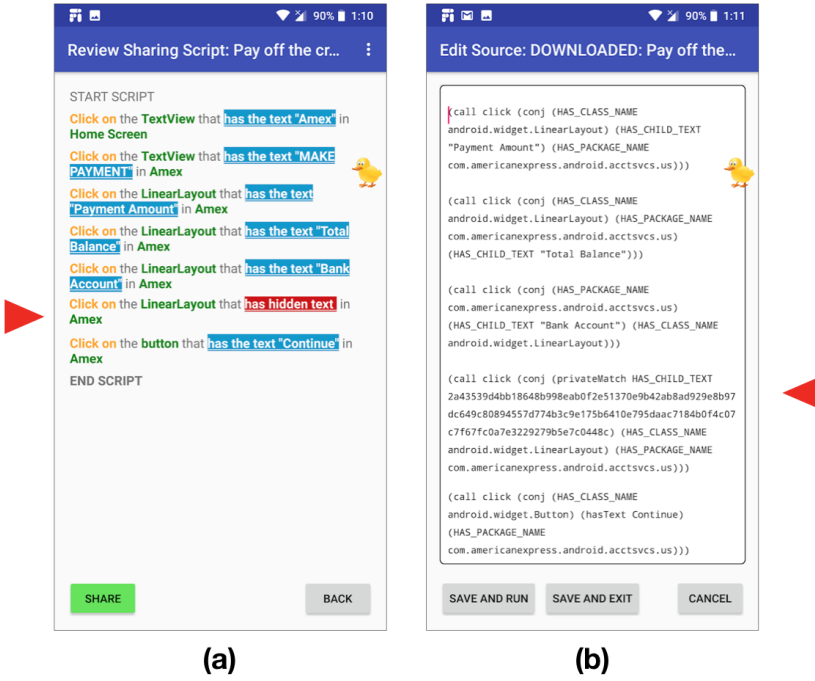 90% 1:10
Review Sharing Script: Pay off the cr...
START SCRIPT
Click on the TextView that has the text "Amex" in
Home Screen
Click on the TextView that has the text "MAKE
PAYMENT" in Amex
Click on the LinearLayout that has the text
"Payment Amount" in Amex
Click on the LinearLayout that has the text "Total
Balance" in Amex
Click on the LinearLayout that has the text "Bank
Account" in Amex
Click on the LinearLayout that has hidden text in
Amex
Click on the button that has the text "Continue" in
Amex
END SCRIPT
SHARE
BACK
(a)
90% 1:11
Edit Source: DOWNLOADED: Pay off the...
(call click (conj (HAS_CLASS_NAME
android.widget.LinearLayout) (HAS_CHILD_TEXT
"Payment Amount") (HAS_PACKAGE_NAME
com.americanexpress.android.acctsvcs.us)))
(call click (conj (HAS_CLASS_NAME
android.widget.LinearLayout) (HAS_PACKAGE_NAME
com.americanexpress.android.acctsvcs.us)
(HAS_CHILD_TEXT "Total Balance")))
(call click (conj (HAS_PACKAGE_NAME
com.americanexpress.android.acctsvcs.us)
(HAS_CHILD_TEXT "Bank Account") (HAS_CLASS_NAME
android.widget.LinearLayout)))
(call click (conj (privateMatch HAS_CHILD_TEXT
2a43539d4bb18648b998eab0f2e51370e9b42ab8ad929e8b97
dc649c80894557d774b3c9e175b6410e795daac7184b0f4c07
c7f67fc0a7e3229279b5e7c0448c) (HAS_CLASS_NAME
android.widget.LinearLayout) (HAS_PACKAGE_NAME
com.americanexpress.android.acctsvcs.us)))
(call click (conj (HAS_CLASS_NAME
android.widget.Button) (hasText Continue)
(HAS_PACKAGE_NAME
com.americanexpress.android.acctsvcs.us)))
SAVE AND RUN
SAVE AND EXIT
CANCEL
(b)